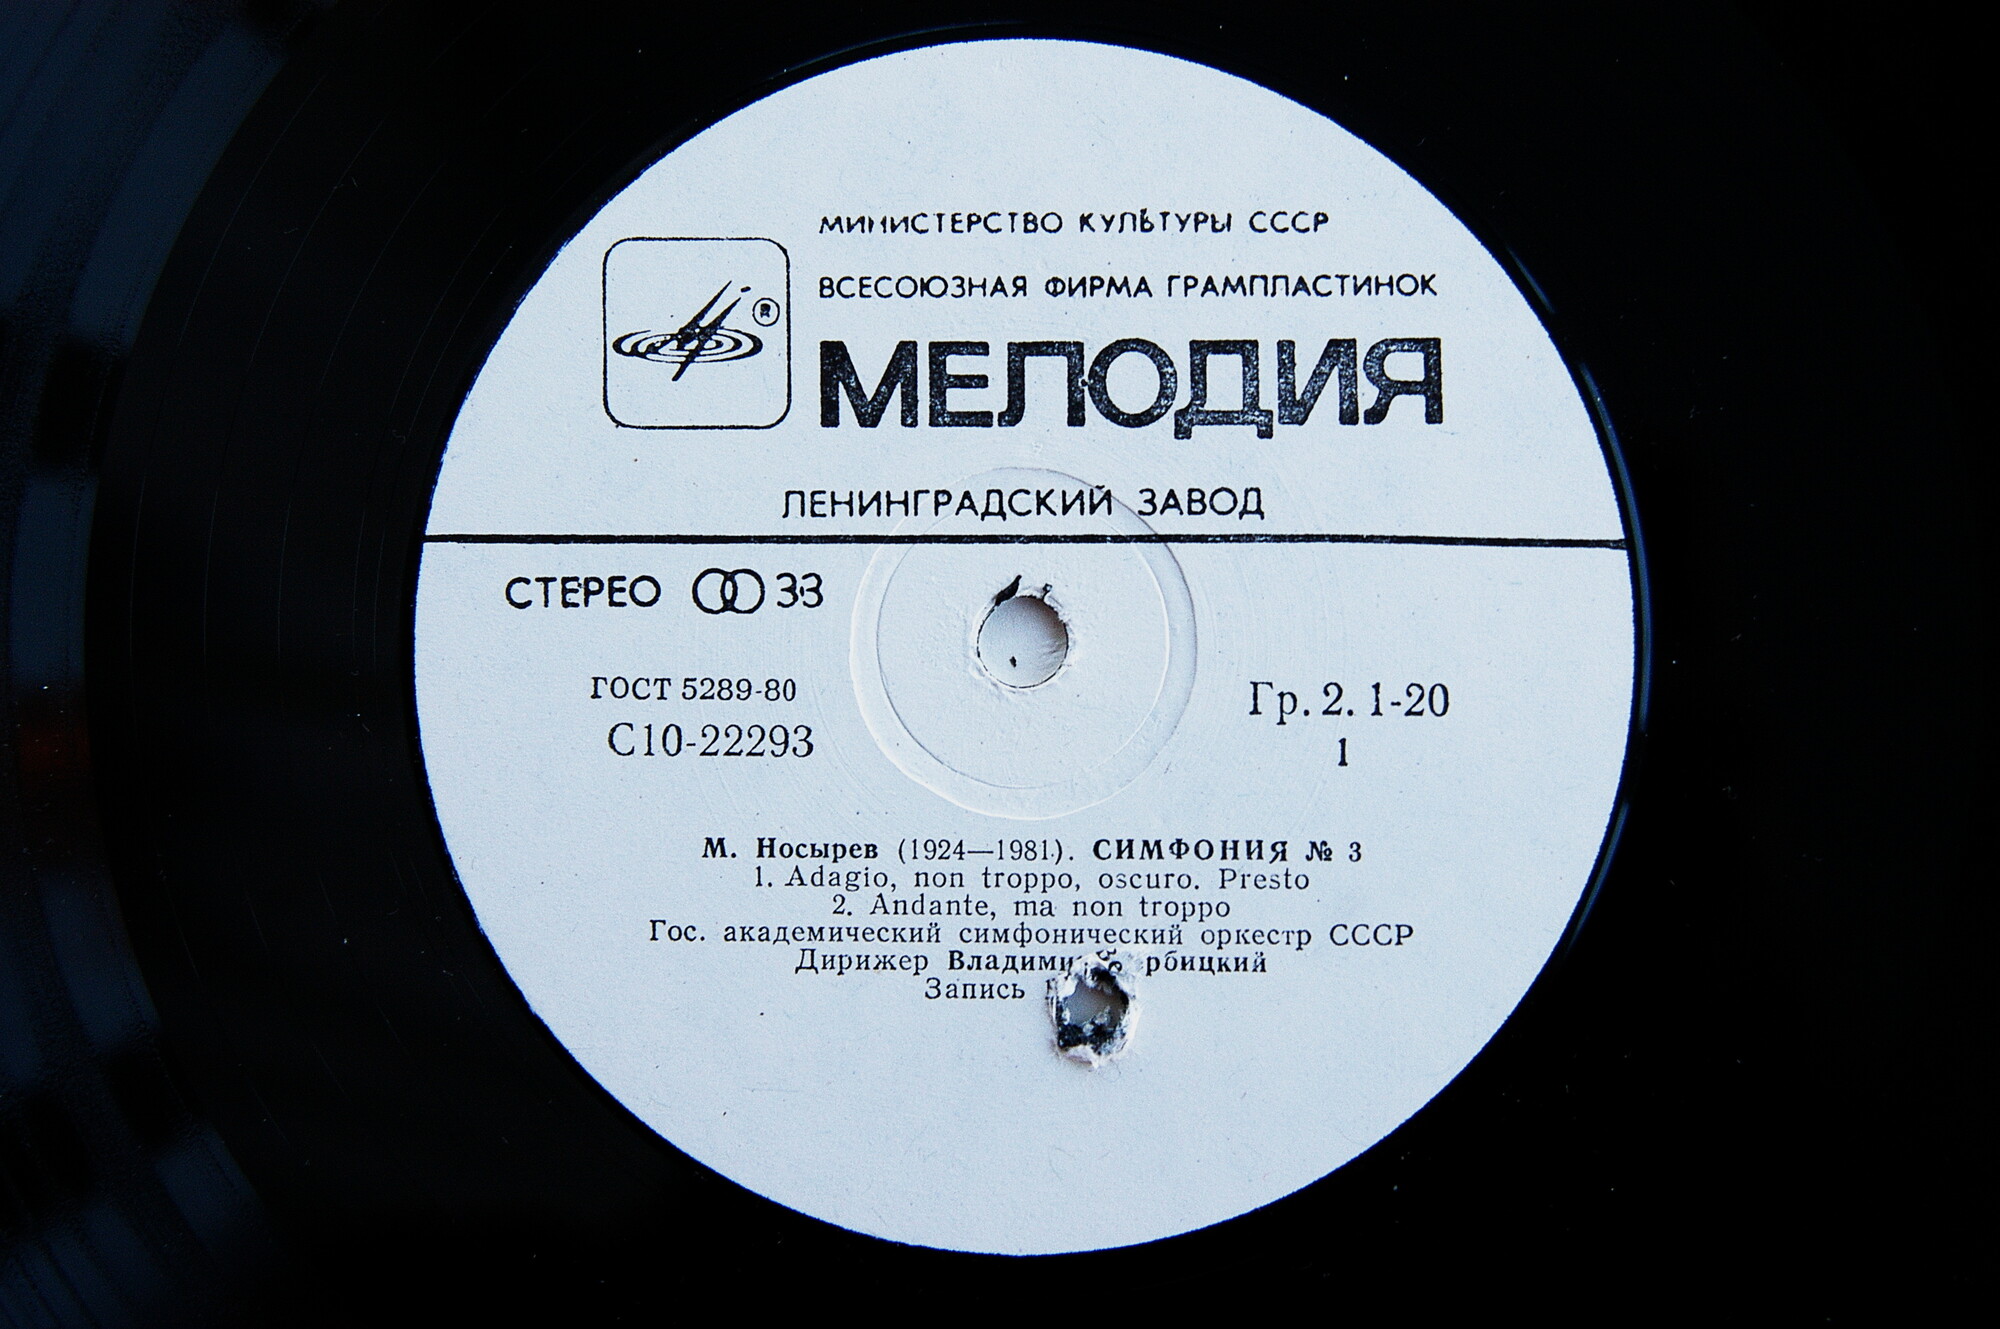 МИНИСТЕРСТВО КУЛЬТУРЫ СССР
ВСЕСОЮЗНАЯ ФИРМА ГРАМПЛАСТИНОК
МЕЛОДИЯ
ЛЕНИНГРАДСКИЙ ЗАВОД
СТЕРЕО 33
ГОСТ 5289-80
С10-22293
Гр. 2. 1-20
1
М. Носырев (1924—1981). СИМФОНИЯ № 3
1. Adagio, non troppo, oscuro. Presto
2. Andante, ma non troppo
Гос. академический симфонический оркестр СССР
Дирижер
Запись